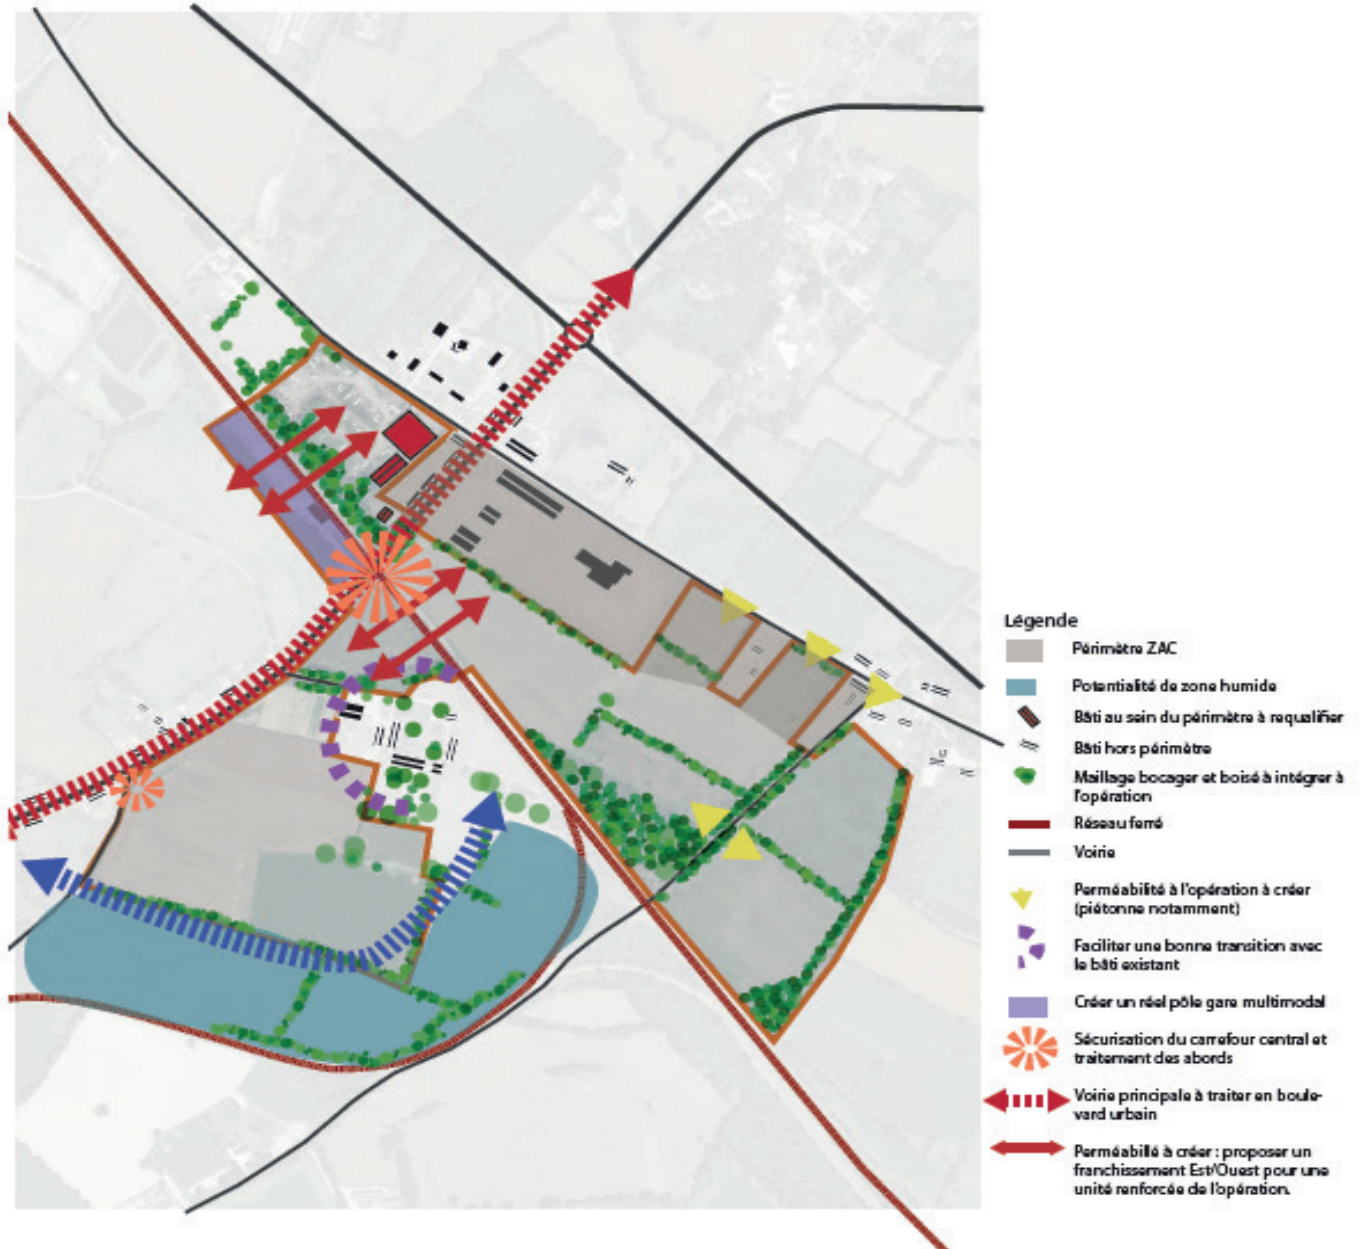 Légende
Périmètre ZAC
Potentialité de zone humide
Bâti au sein du périmètre à requalifier
Bâti hors périmètre
Maillage bocager et boisé à intégrer à
l'opération
Réseau ferré
Voirie
Perméabilité à l'opération à créer
(piétonne notamment)
Faciliter une bonne transition avec
le bâti existant
Créer un réel pôle gare multimodal
Sécurisation du carrefour central et
traitement des abords
Voirie principale à traiter en boule-
vard urbain
Perméabillé à créer : proposer un
franchissement Est/Ouest pour une
unité renforcée de l'opération.